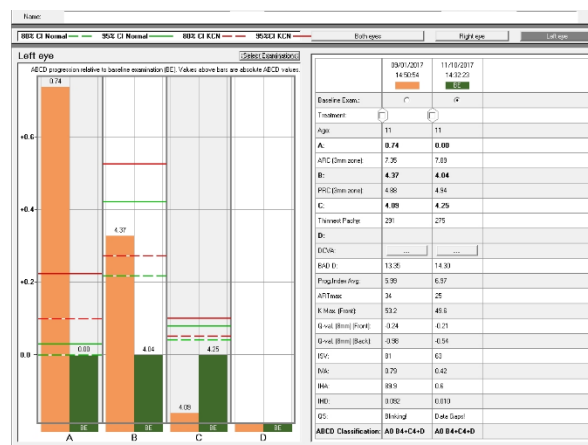 Name:
80% CI Normal 95% CI Normal 80% CI KCN 95%CI KCN
Both eyes Right eye Left eye
Left eye Select Examinations
ABCD progression relative to baseline examination (BE). Values above bars are absolute ABCD values.
0.74 0.00 4.37 4.04 4.09 4.25
+0.6
+0.4
+0.2
0.0
BE BE BE BE
A B C D
09/01/2017 11/10/2017
14:50:54 14:32:23
BE
Baseline Exam.:
Treatment:
Age: 11 11
A: 0.74 0.00
ARC (3mm zone): 7.35 7.89
B: 4.37 4.04
PRC (3mm zone): 4.88 4.94
C: 4.09 4.25
Thinnest Pachy: 291 275
D:
DCVA: ... ...
BAD D: 13.35 14.30
Prog.Index Avg: 5.99 6.97
ARTmax 34 25
K Max. (Front): 53.2 49.6
Q-val. (8mm) (Front) -0.24 -0.21
Q-val. (8mm) (Back): -0.98 -0.54
ISV: 81 63
IVA: 0.79 0.42
IHA: 89.9 0.6
IHD: 0.092 0.010
QS: Blinking! Data Gaps!
ABCD Classification: A0 B4+C4+D A0 B4+C4+D